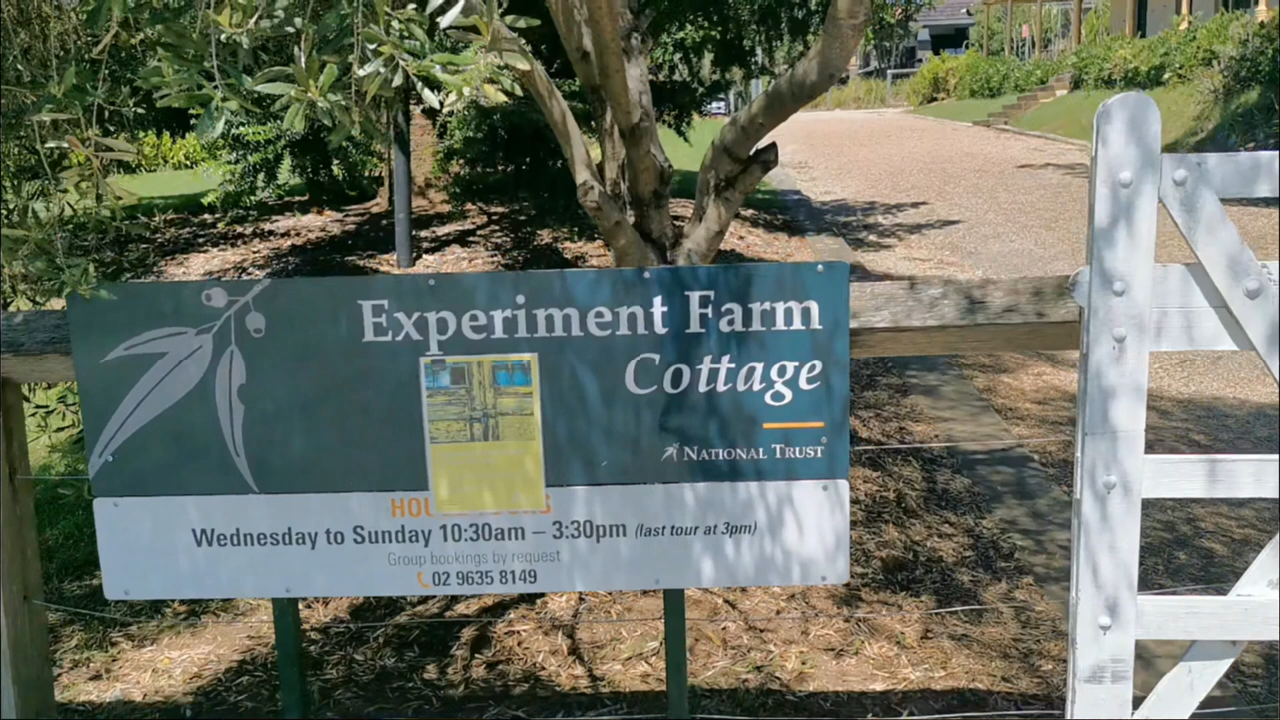 Experiment Farm
Cottage
NATIONAL TRUST
Wednesday to Sunday 10:30am – 3:30pm (last tour at 3pm)
Group bookings by request
02 9635 8149